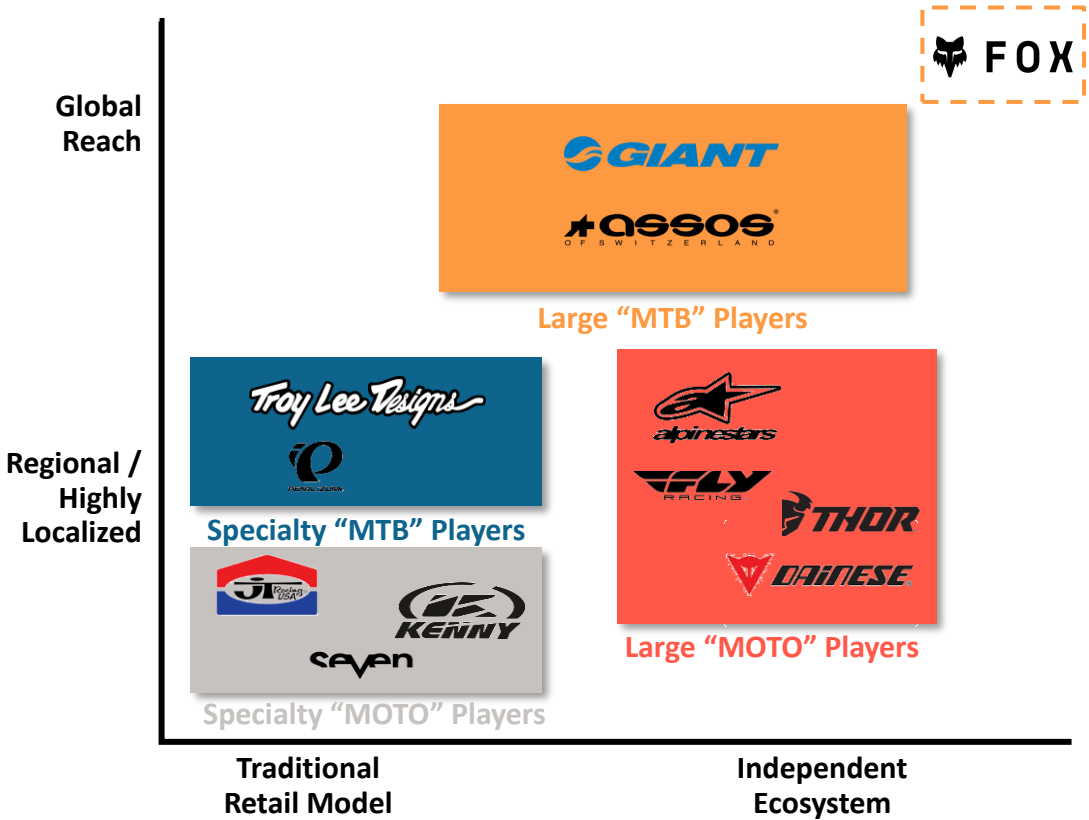 FOX
Global
Reach
GIANT
assos®
OF SWITZERLAND
Large “MTB” Players
Troy Lee Designs
PEARL iZUMi
Regional /
Highly
Localized
Specialty “MTB” Players
alpinestars
FLY
RACING
THOR
DAINESE
Large “MOTO” Players
JT Racing
USA
KENNY
seven
Specialty “MOTO” Players
Traditional
Retail Model
Independent
Ecosystem